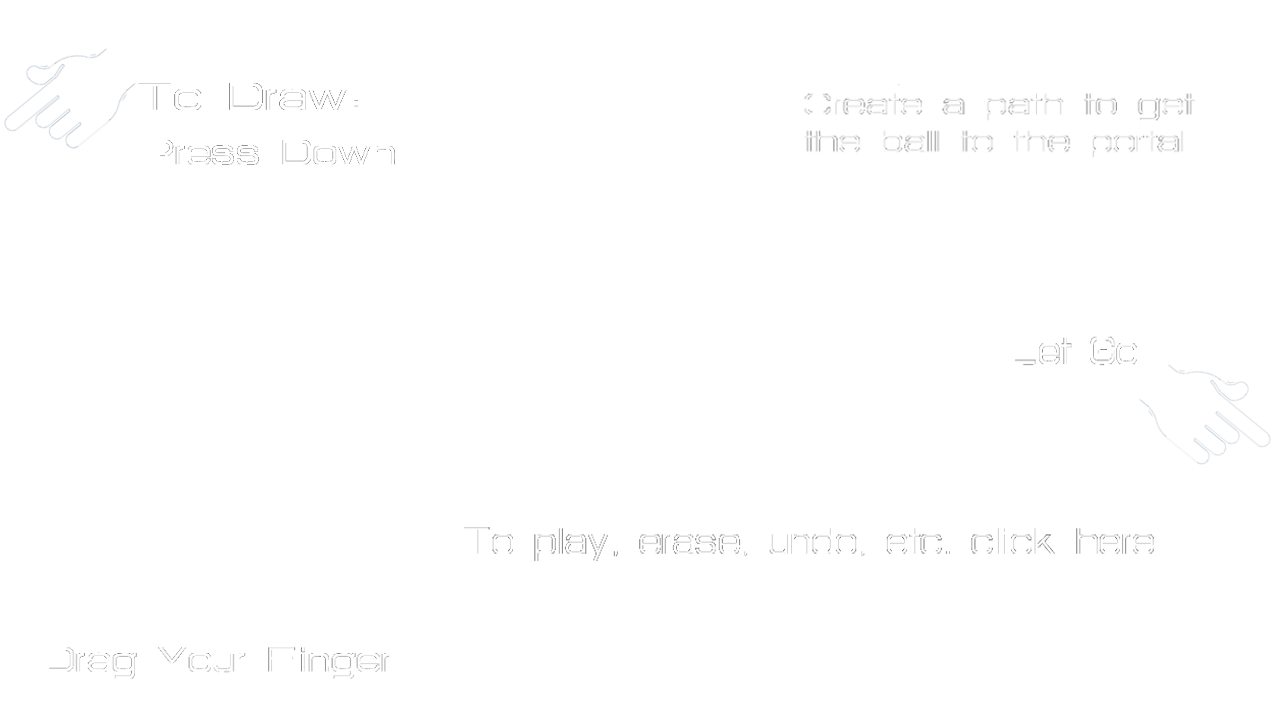 To Draw:
Press Down
Create a path to get
the ball to the portal
Let Go
To play, erase, undo, etc. click here
Drag Your Finger